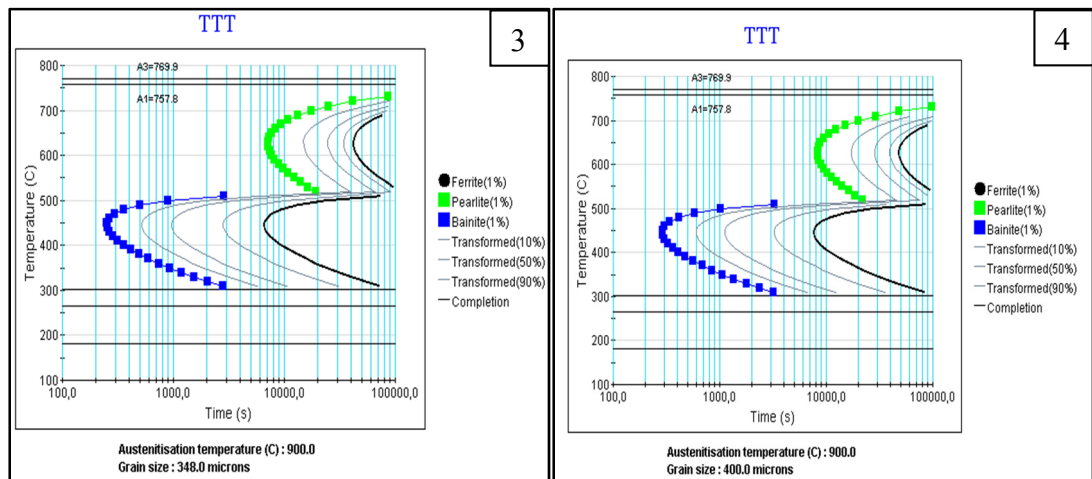 TTT
3
800
A3=769.9
A1=757.8
700
600
500
400
300
200
100
Temperature (C)
100,0
1000,0
10000,0
100000,0
Time (s)
Ferrite(1%)
Pearlite(1%)
Bainite(1%)
Transformed(10%)
Transformed(50%)
Transformed(90%)
Completion
Austenitisation temperature (C) : 900.0
Grain size : 348.0 microns
TTT
4
800
A3=769.9
A1=757.8
700
600
500
400
300
200
100
Temperature (C)
100,0
1000,0
10000,0
100000,0
Time (s)
Ferrite(1%)
Pearlite(1%)
Bainite(1%)
Transformed(10%)
Transformed(50%)
Transformed(90%)
Completion
Austenitisation temperature (C) : 900.0
Grain size : 400.0 microns